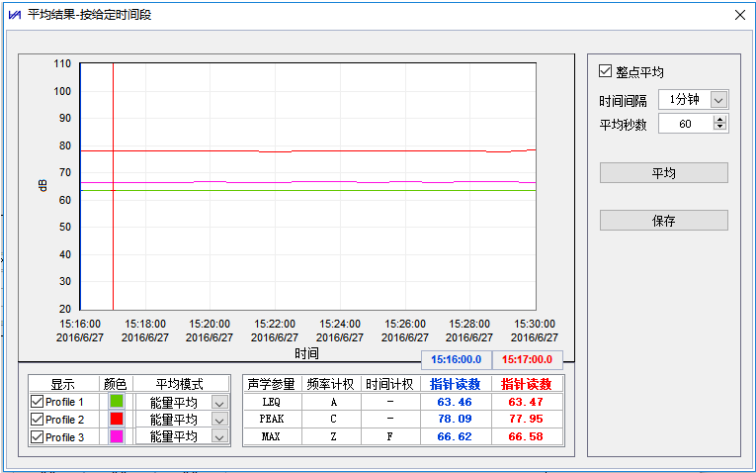 平均结果-按给定时间段
110
100
90
80
70
60
50
40
30
20
dB
15:16:00 15:18:00 15:20:00 15:22:00 15:24:00 15:26:00 15:28:00 15:30:00
2016/6/27 2016/6/27 2016/6/27 2016/6/27 2016/6/27 2016/6/27 2016/6/27 2016/6/27
时间
15:16:00.0 15:17:00.0
显示 颜色 平均模式
Profile 1 能量平均
Profile 2 能量平均
Profile 3 能量平均
声学参量 频率计权 时间计权 指针读数 指针读数
LEQ A - 63.46 63.47
PEAK C - 78.09 77.95
MAX Z F 66.62 66.58
整点平均
时间间隔 1分钟
平均秒数 60
平均
保存